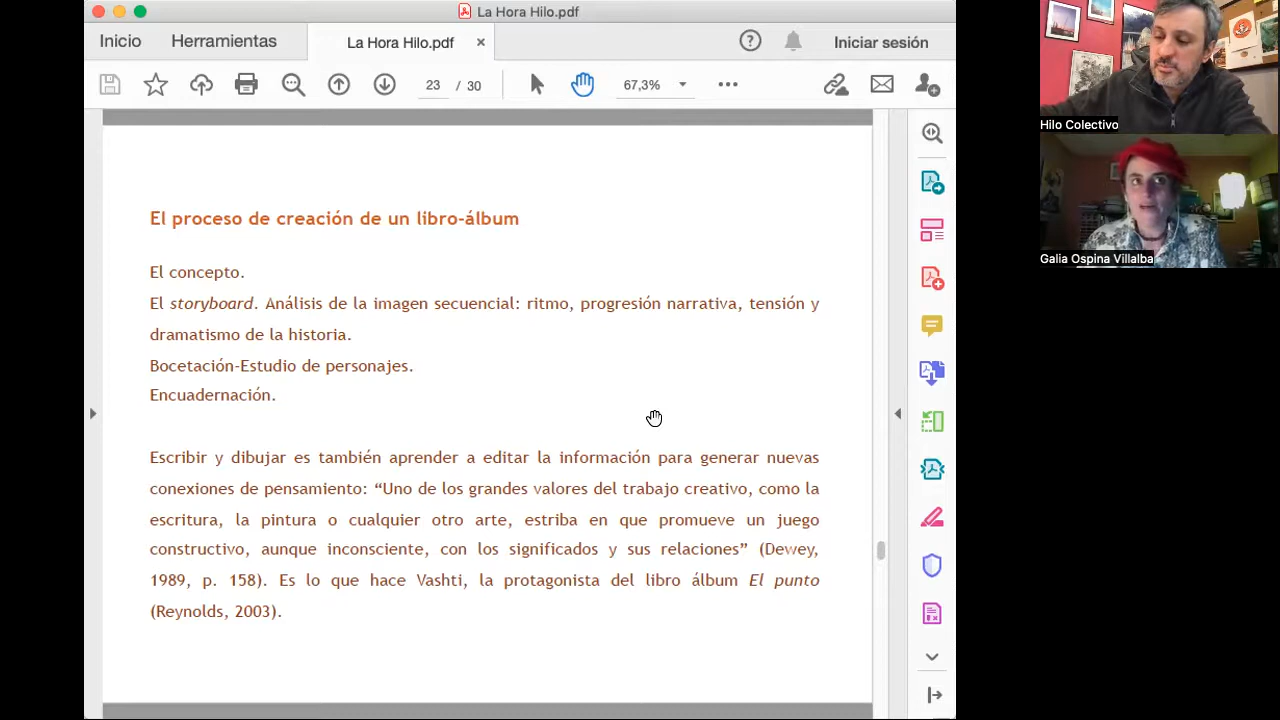 La Hora Hilo.pdf
Inicio
Herramientas
La Hora Hilo.pdf
Iniciar sesión
23 / 30
67,3%
El proceso de creación de un libro-álbum
El concepto.
El storyboard. Análisis de la imagen secuencial: ritmo, progresión narrativa, tensión y
dramatismo de la historia.
Bocetación-Estudio de personajes.
Encuadernación.
Escribir y dibujar es también aprender a editar la información para generar nuevas
conexiones de pensamiento: “Uno de los grandes valores del trabajo creativo, como la
escritura, la pintura o cualquier otro arte, estriba en que promueve un juego
constructivo, aunque inconsciente, con los significados y sus relaciones” (Dewey,
1989, p. 158). Es lo que hace Vashti, la protagonista del libro álbum El punto
(Reynolds, 2003).
Hilo Colectivo
Galia Ospina Villalba